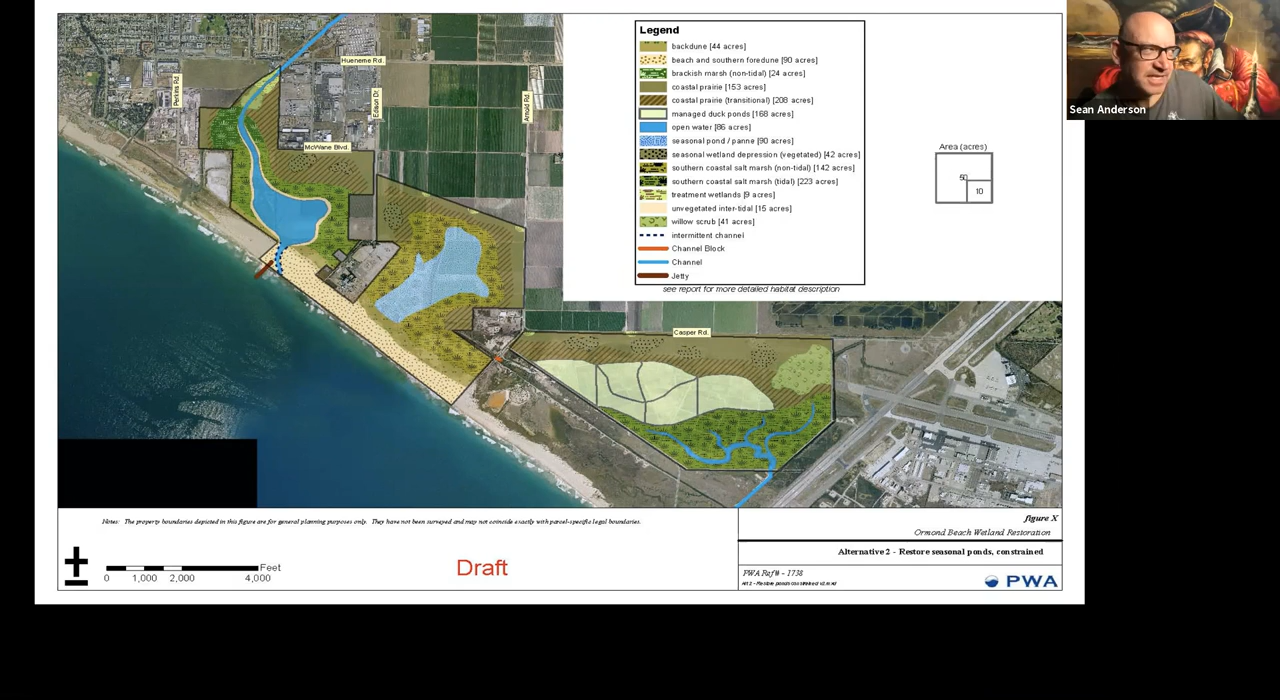 Legend
backdune [44 acres]
beach and southern foredune [90 acres]
brackish marsh (non-tidal) [24 acres]
coastal prairie [153 acres]
coastal prairie (transitional) [208 acres]
managed duck ponds [168 acres]
open water [86 acres]
seasonal pond / panne [90 acres]
seasonal wetland depression (vegetated) [42 acres]
southern coastal salt marsh (non-tidal) [142 acres]
southern coastal salt marsh (tidal) [223 acres]
treatment wetlands [9 acres]
unvegetated inter-tidal [15 acres]
willow scrub [41 acres]
intermittent channel
Channel Block
Channel
Jetty
see report for more detailed habitat description
Sean Anderson
Area (acres)
50
10
Hueneme Rd.
Perkins Rd
Edison Dr.
Arnold Rd.
McWane Blvd.
Casper Rd.
Notes: The property boundaries depicted in this figure are for general planning purposes only. They have not been surveyed and may not coincide exactly with parcel-specific legal boundaries.
Feet
0 1,000 2,000 4,000
Draft
figure X
Ormond Beach Wetland Restoration
Alternative 2 - Restore seasonal ponds, constrained
PWA Ref# - 1738
PWA